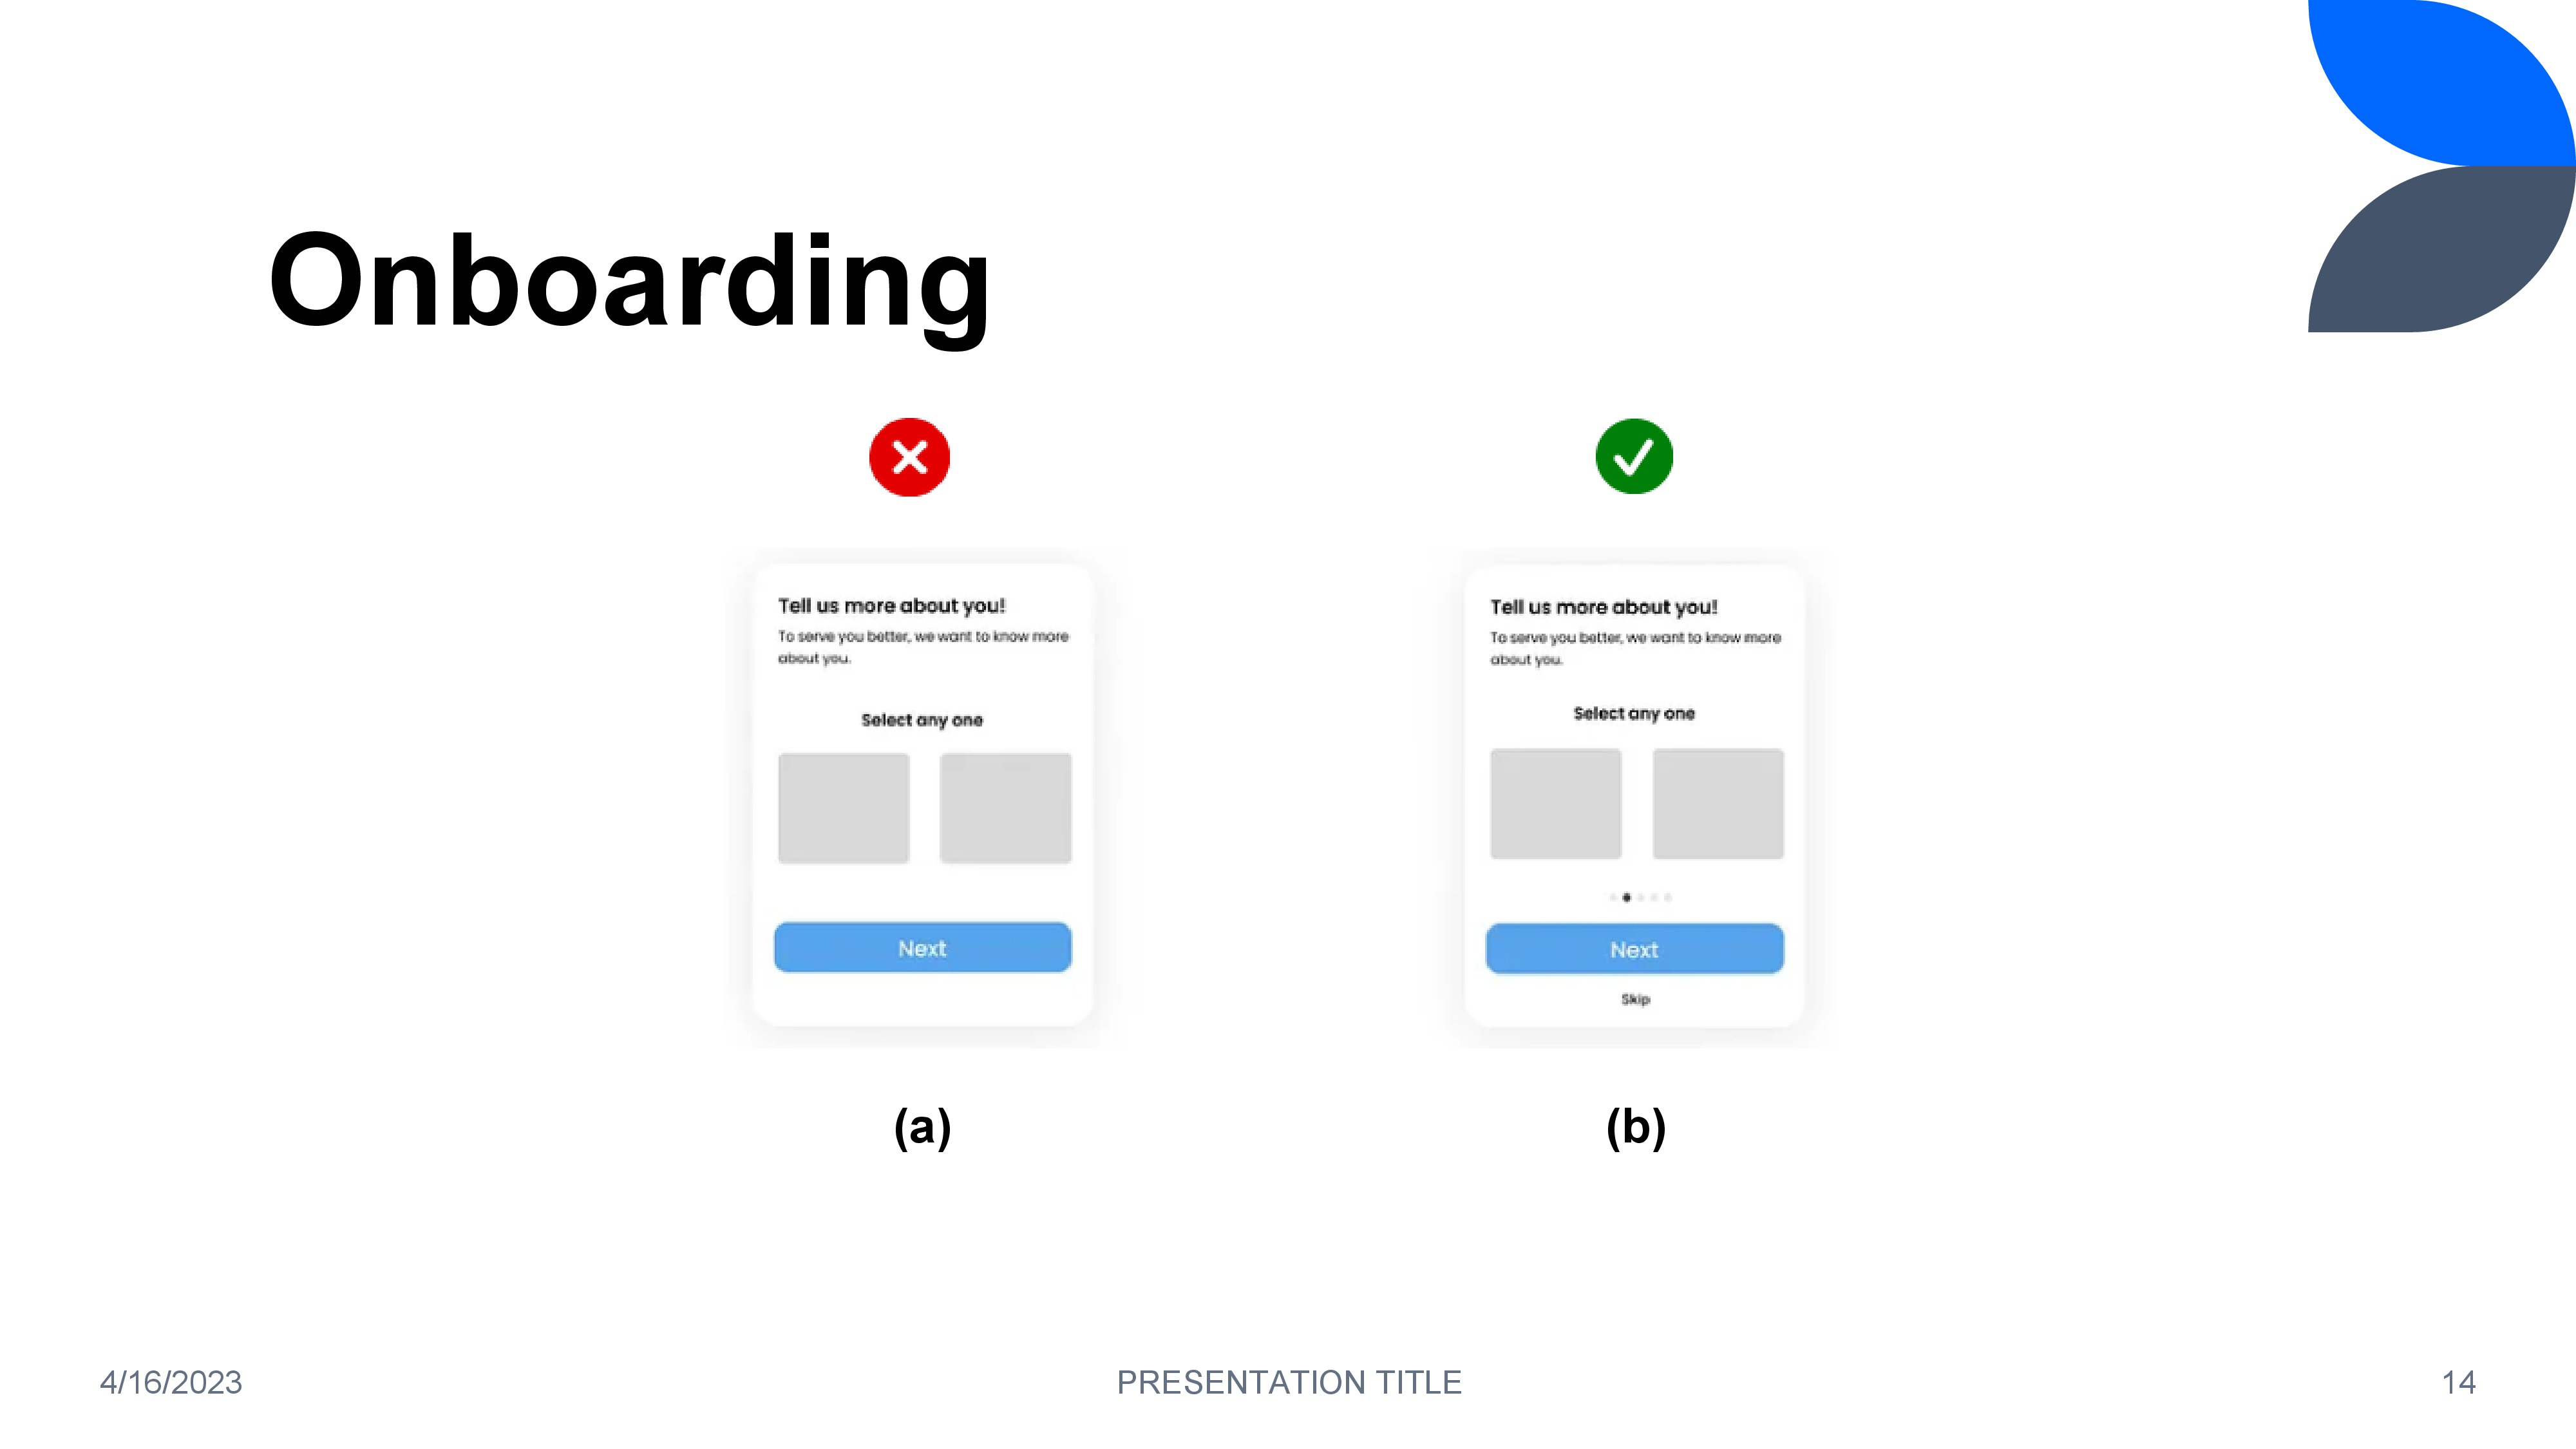 Onboarding
Tell us more about you!
To serve you better, we want to know more
about you.
Select any one
Next
(a)
Tell us more about you!
To serve you better, we want to know more
about you.
Select any one
Next
Skip
(b)
4/16/2023
PRESENTATION TITLE
14